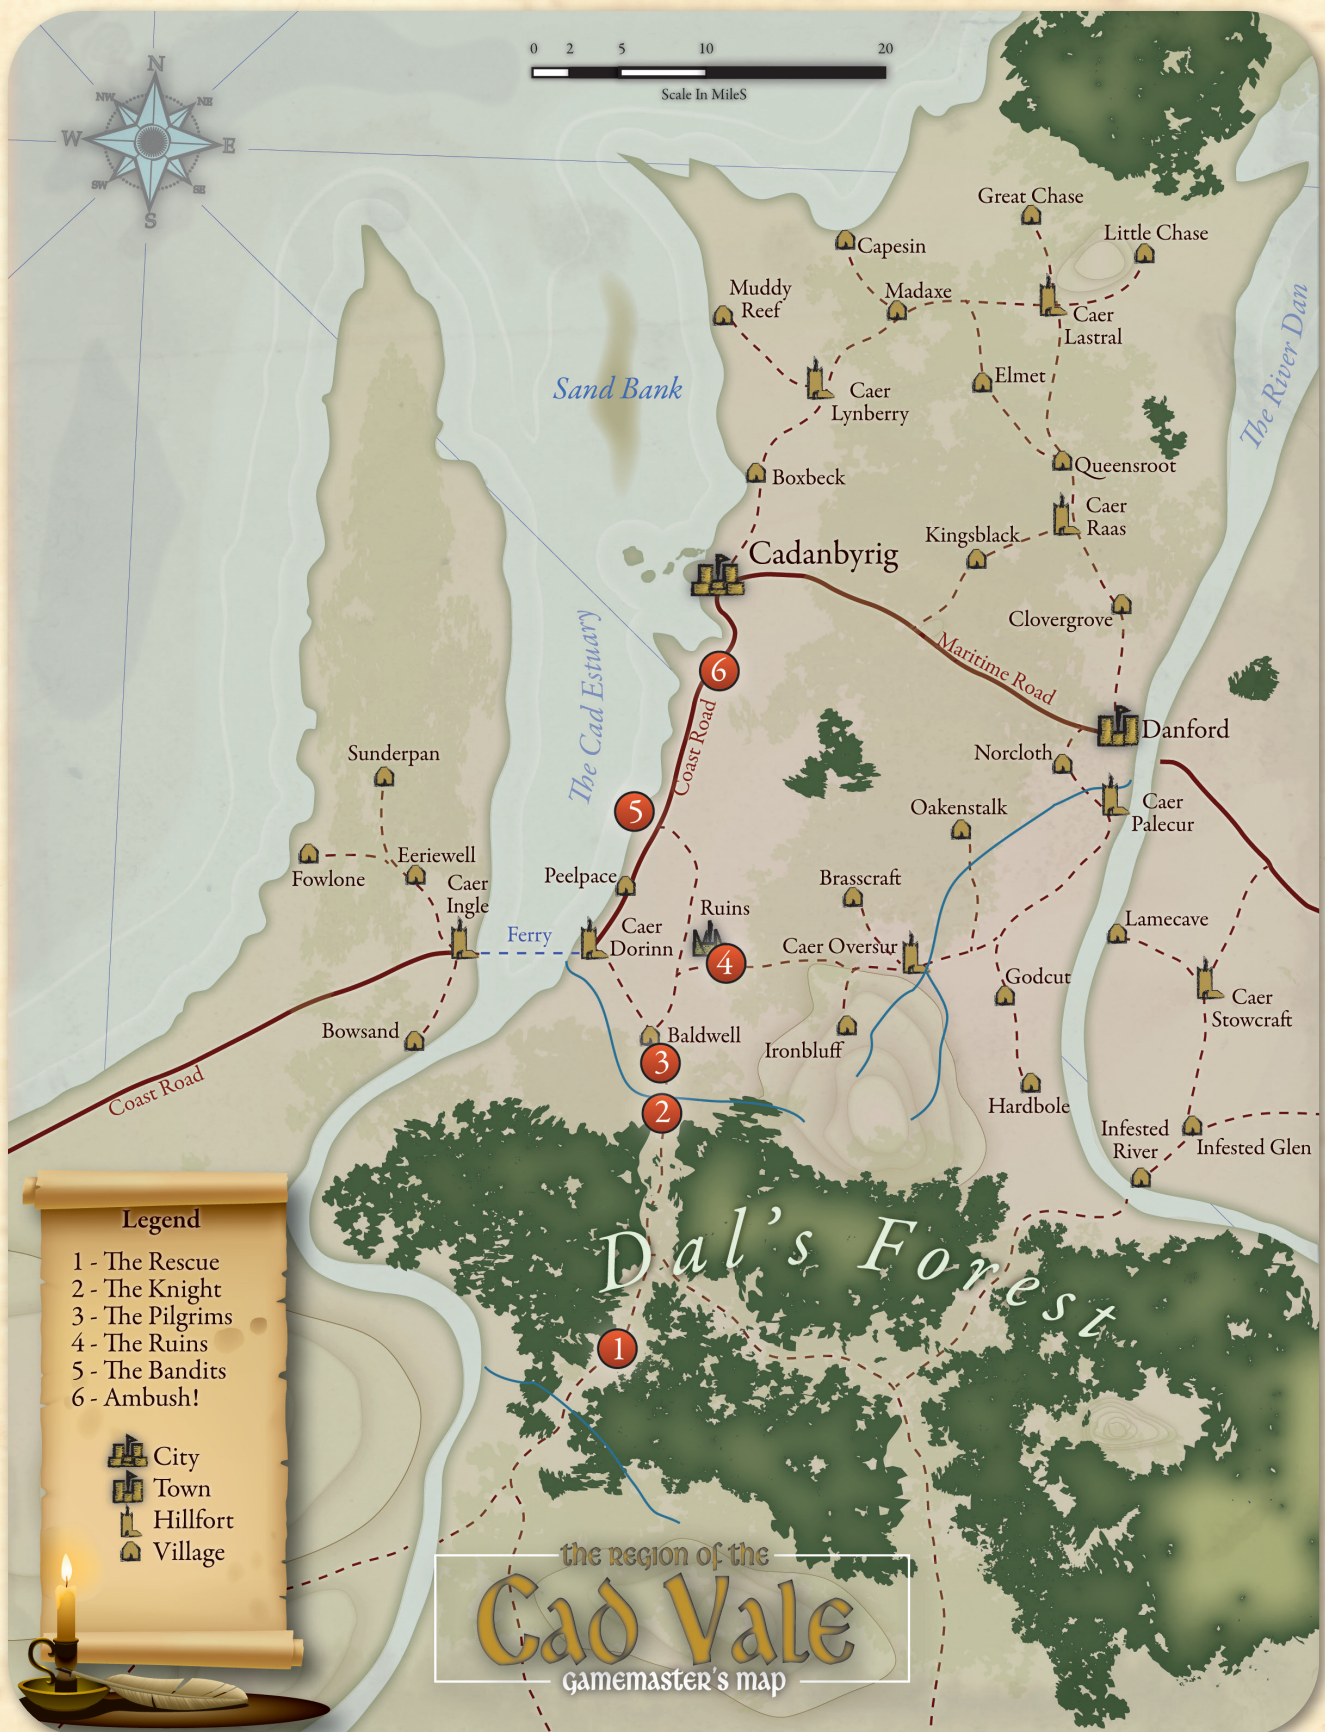 0 2 5 10 20
Scale In MileS
N
NW NE
W E
SW SE
S
Great Chase
Little Chase
Capesin
Muddy
Reef
Madaxe
Caer
Lastral
The River Dan
Sand Bank
Elmet
Caer
Lynberry
Queensroot
Boxbeck
Caer
Raas
Kingsblack
Cadanbyrig
Clovergrove
The Cad Estuary
Maritime Road
6
Coast Road
Danford
Norcloth
Sunderpan
5
Oakenstalk
Caer
Palecur
Fowlone
Eeriewell
Peelpace
Brasscraft
Caer
Ingle
Ruins
Lamecave
Ferry
Caer
Dorinn
Caer Oversur
4
Godcut
Caer
Stowcraft
Bowsand
Baldwell
Ironbluff
3
Coast Road
Hardbole
2
Infested
River
Infested Glen
Dal's Forest
1
Legend
1 - The Rescue
2 - The Knight
3 - The Pilgrims
4 - The Ruins
5 - The Bandits
6 - Ambush!
City
Town
Hillfort
Village
the region of the
Cad Vale
gamemaster's map